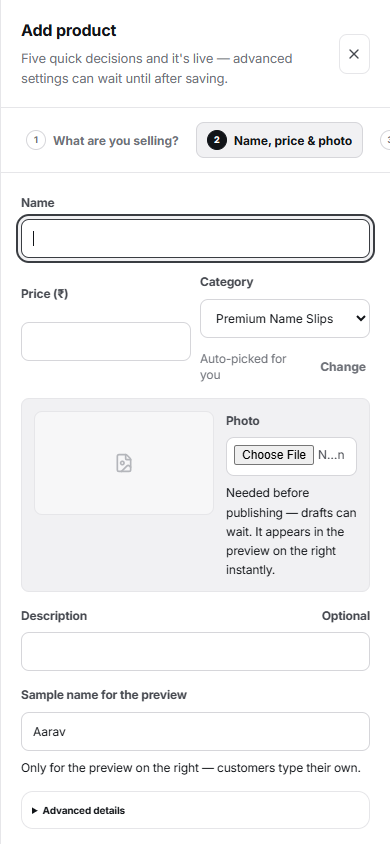 Add product
Five quick decisions and it's live — advanced
settings can wait until after saving.
1 What are you selling?
2 Name, price & photo
3
Name
Price (₹)
Category
Premium Name Slips
Auto-picked for
you
Change
Photo
Choose File N...n
Needed before
publishing — drafts can
wait. It appears in the
preview on the right
instantly.
Description
Optional
Sample name for the preview
Aarav
Only for the preview on the right — customers type their own.
Advanced details